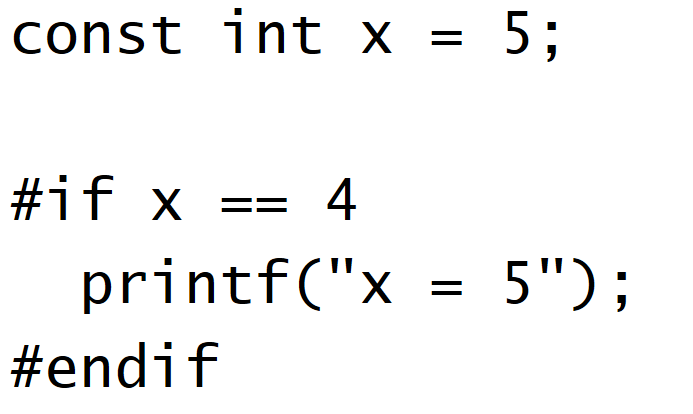 const int x = 5;

#if x == 4
  printf("x = 5");
#endif